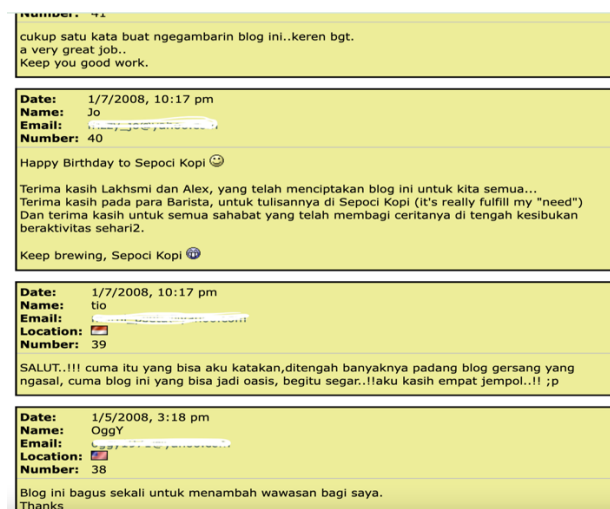 Number: 41
cukup satu kata buat ngegambarin blog ini..keren bgt.
a very great job..
Keep you good work.
Date: 1/7/2008, 10:17 pm
Name: Jo
Email:
Number: 40
Happy Birthday to Sepoci Kopi
Terima kasih Lakhsmi dan Alex, yang telah menciptakan blog ini untuk kita semua...
Terima kasih pada para Barista, untuk tulisannya di Sepoci Kopi (it's really fulfill my "need")
Dan terima kasih untuk semua sahabat yang telah membagi ceritanya di tengah kesibukan
beraktivitas sehari2.
Keep brewing, Sepoci Kopi
Date: 1/7/2008, 10:17 pm
Name: tio
Email:
Location:
Number: 39
SALUT..!!! cuma itu yang bisa aku katakan,ditengah banyaknya padang blog gersang yang
ngasal, cuma blog ini yang bisa jadi oasis, begitu segar..!!aku kasih empat jempol..!! ;p
Date: 1/5/2008, 3:18 pm
Name: OggY
Email:
Location:
Number: 38
Blog ini bagus sekali untuk menambah wawasan bagi saya.
Thanks